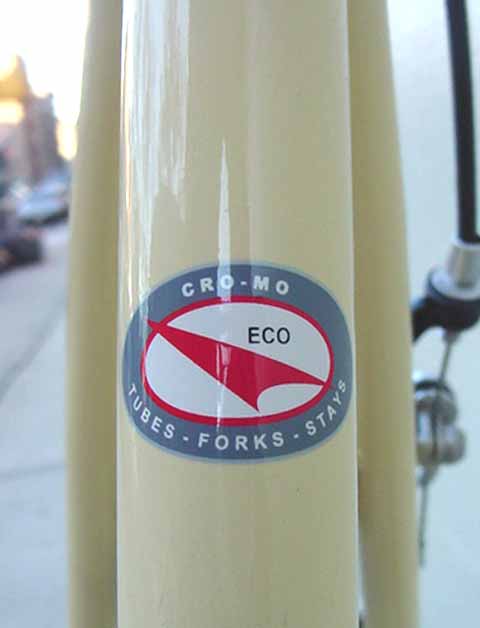 CRO-MO
ECO
TUBES - FORKS - STAYS